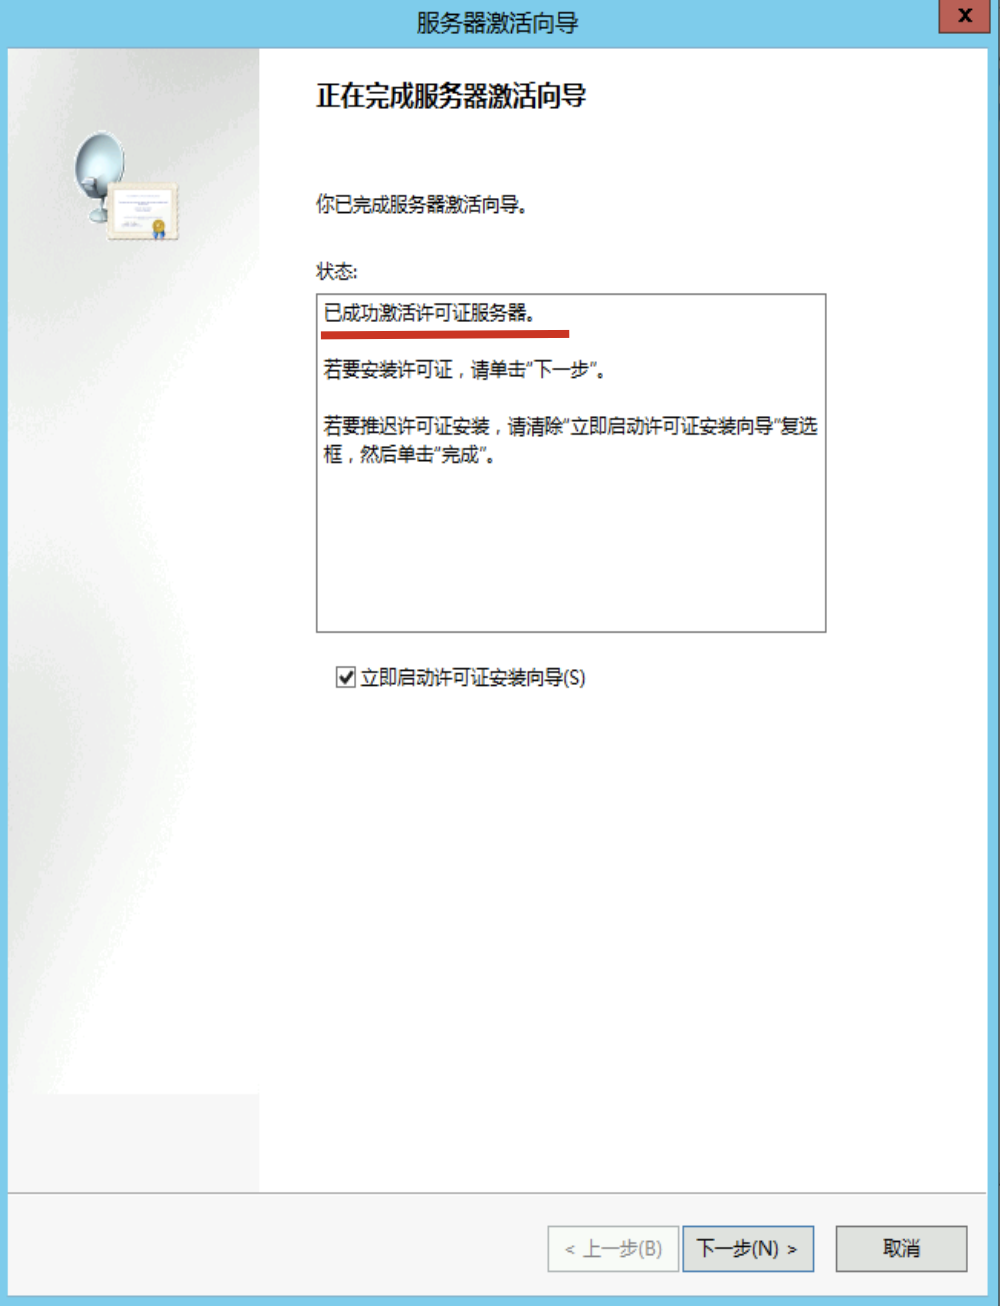 服务器激活向导
x
正在完成服务器激活向导
你已完成服务器激活向导。
状态:
已成功激活许可证服务器。
若要安装许可证，请单击"下一步"。
若要推迟许可证安装，请清除"立即启动许可证安装向导"复选
框，然后单击"完成"。
立即启动许可证安装向导(S)
< 上一步(B) 下一步(N) > 取消